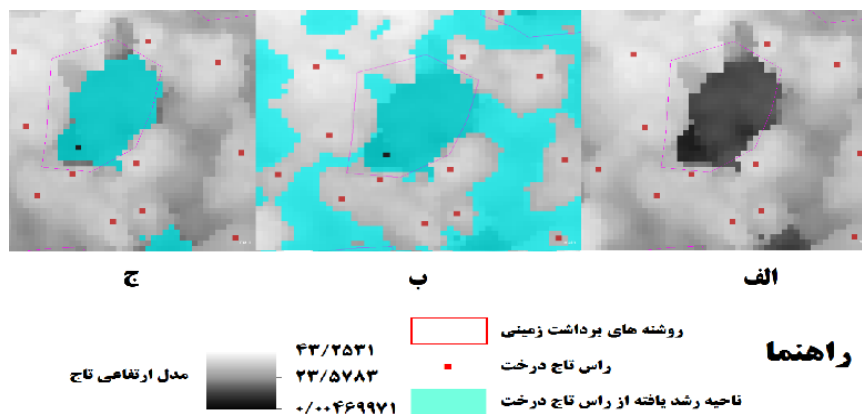 الف
ب
ج
راهنما
روشنه های برداشت زمینی
راس تاج درخت
ناحیه رشد یافته از راس تاج درخت
مدل ارتفاعی تاج
۴۳/۲۵۳۱
۲۳/۵۷۸۳
۰/۰۰۴۶۹۹۷۱